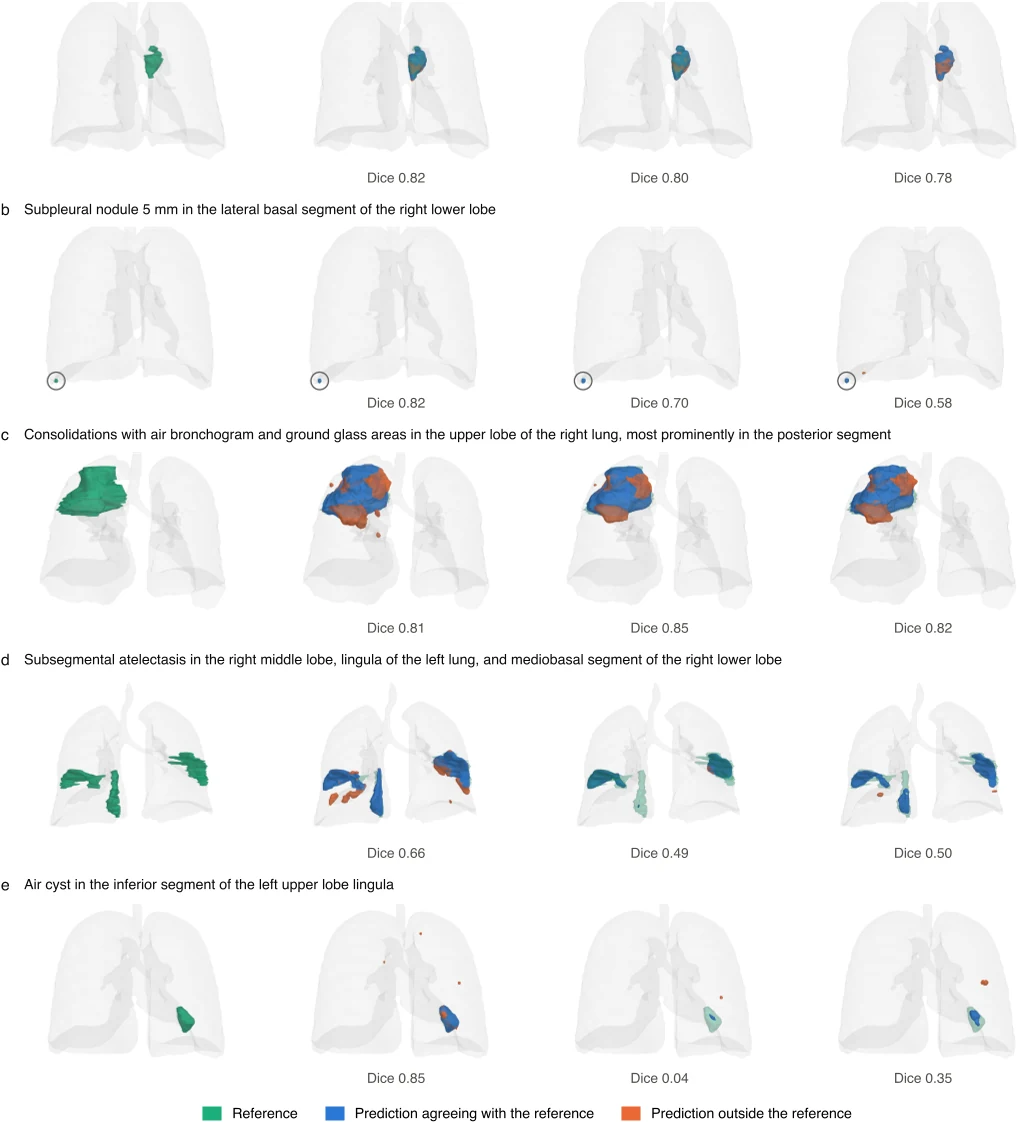 Dice 0.82 Dice 0.80 Dice 0.78
b Subpleural nodule 5 mm in the lateral basal segment of the right lower lobe
Dice 0.82 Dice 0.70 Dice 0.58
c Consolidations with air bronchogram and ground glass areas in the upper lobe of the right lung, most prominently in the posterior segment
Dice 0.81 Dice 0.85 Dice 0.82
d Subsegmental atelectasis in the right middle lobe, lingula of the left lung, and mediobasal segment of the right lower lobe
Dice 0.66 Dice 0.49 Dice 0.50
e Air cyst in the inferior segment of the left upper lobe lingula
Dice 0.85 Dice 0.04 Dice 0.35
Reference Prediction agreeing with the reference Prediction outside the reference